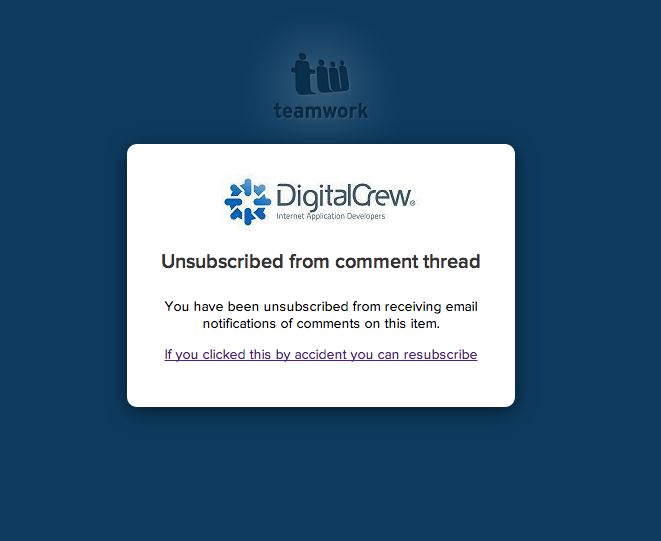 teamwork
DigitalCrew®
Internet Application Developers
Unsubscribed from comment thread
You have been unsubscribed from receiving email
notifications of comments on this item.
If you clicked this by accident you can resubscribe